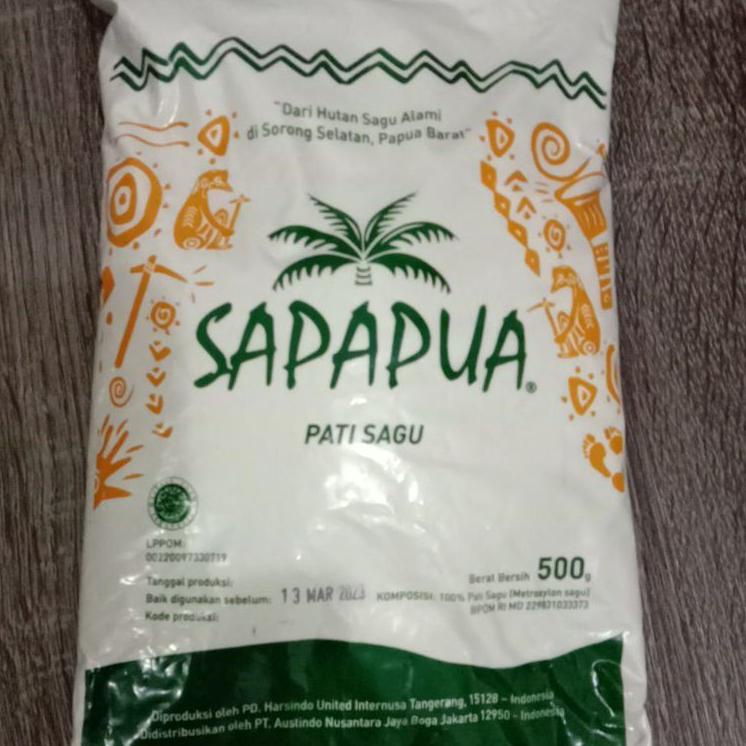 "Dari Hutan Sagu Alami
di Sorong Selatan, Papua Barat"
SAPAPUA®
PATI SAGU
LPPOM:
00220097330719
Berat Bersih 500g
Tanggal produksi:
Baik digunakan sebelum: 13 MAR 2023
KOMPOSISI: 100% Pati Sagu (Metroxylon sagu)
BPOM RI MD 229831033373
Kode produksi:
Diproduksi oleh PD. Harsindo United Internusa Tangerang, 15128 - Indonesia
Didistribusikan oleh PT. Austindo Nusantara Jaya Boga Jakarta 12950 - Indonesia